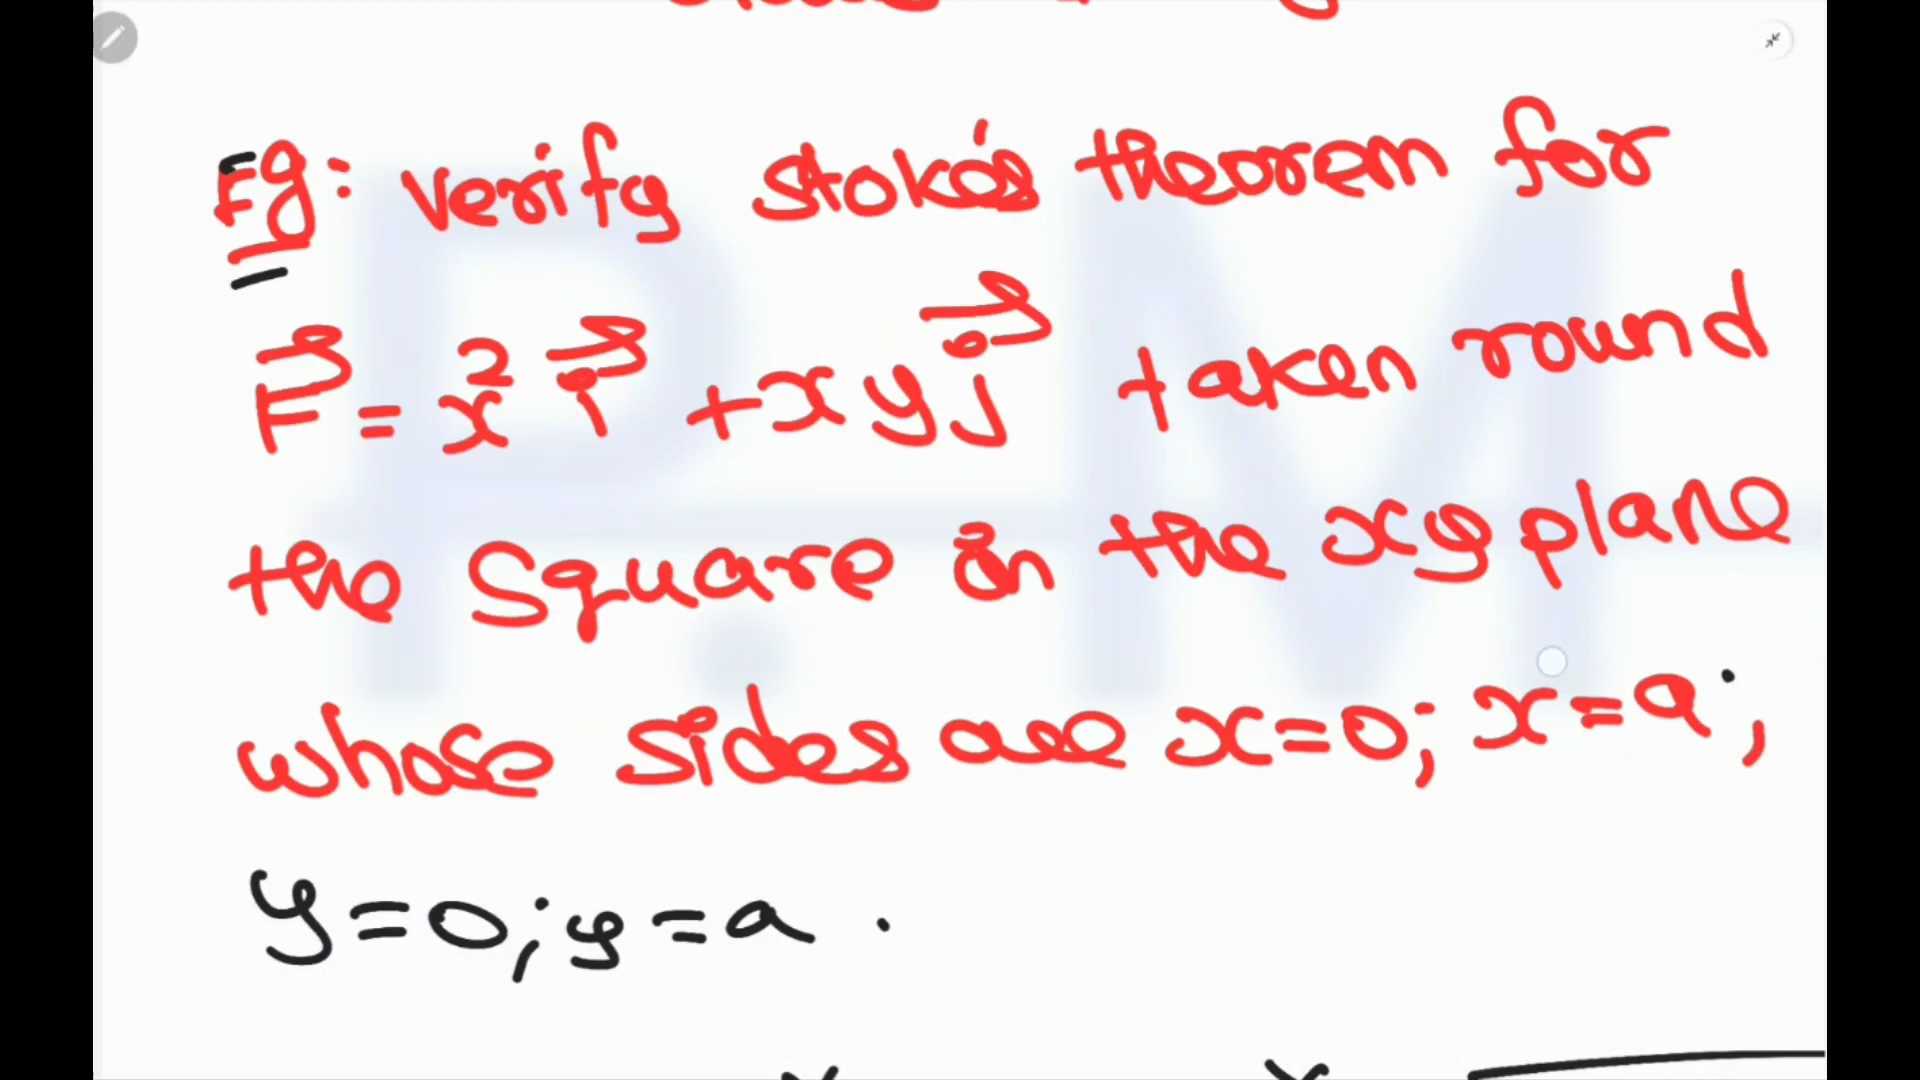 Eg: Verify stoke's theorem for
F⃗ = x² i⃗ + xy j⃗ taken round
the square in the xy plane
whose sides are x=0; x=a;
y=0; y=a.
P.M